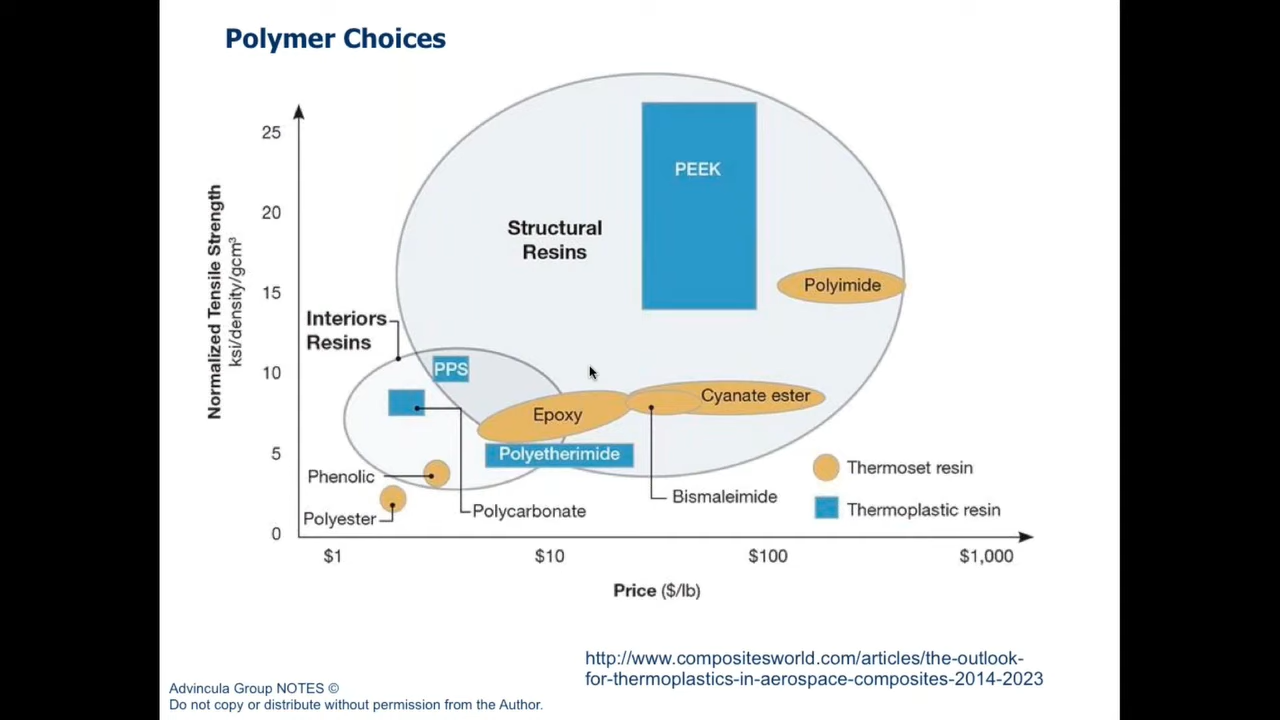 Polymer Choices
25
20
15
10
5
0
Normalized Tensile Strength
ksi/density/gcm³
PEEK
Structural
Resins
Polyimide
Interiors
Resins
PPS
Cyanate ester
Epoxy
Polyetherimide
Phenolic
Thermoset resin
Bismaleimide
Polycarbonate
Thermoplastic resin
Polyester
$1
$10
$100
$1,000
Price ($/lb)
http://www.compositesworld.com/articles/the-outlook-
for-thermoplastics-in-aerospace-composites-2014-2023
Advincula Group NOTES ©
Do not copy or distribute without permission from the Author.